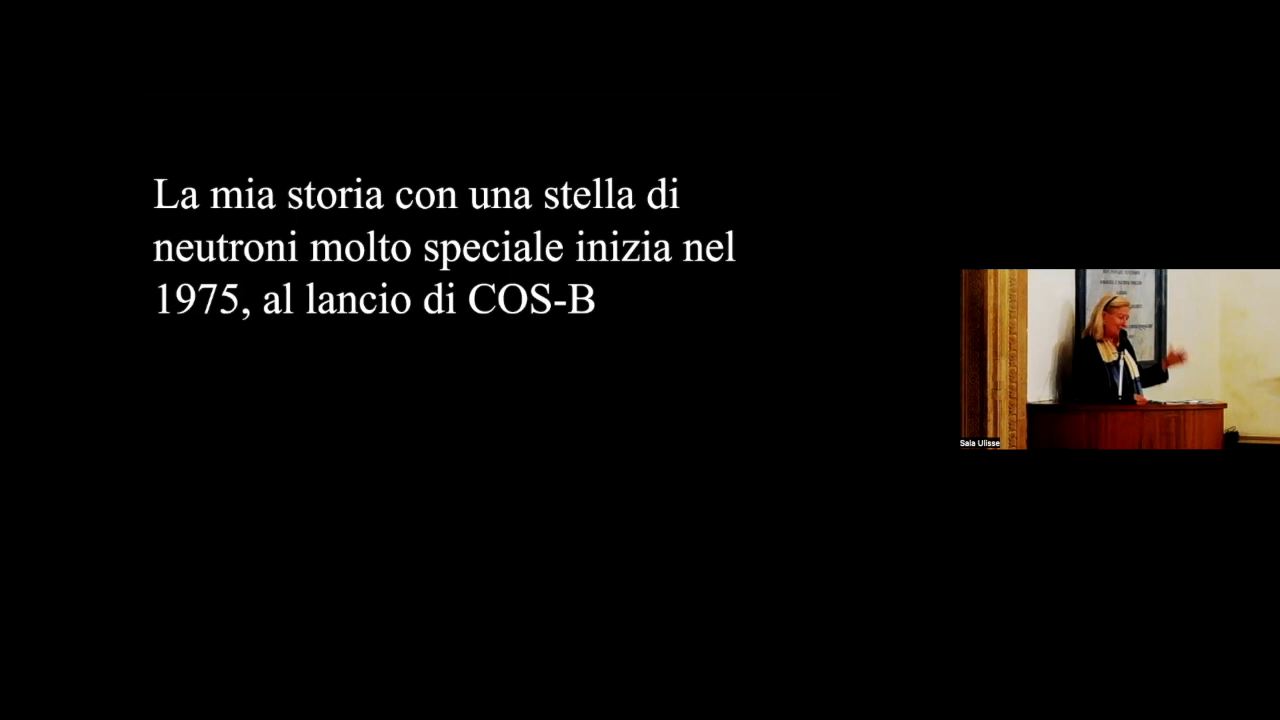 La mia storia con una stella di
neutroni molto speciale inizia nel
1975, al lancio di COS-B
Sala Ulisse